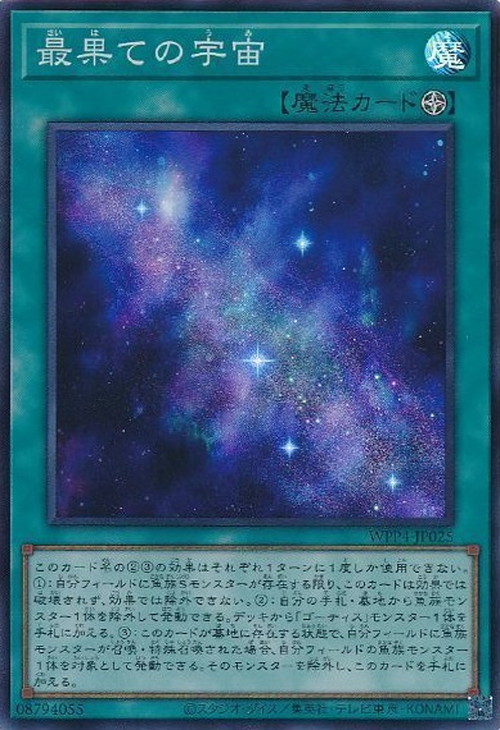 最果ての宇宙
魔
【魔法カード】
WPP4-JP025
このカード名の②③の効果はそれぞれ1ターンに1度しか使用できない。
①:自分フィールドに魚族Sモンスターが存在する限り、このカードは効果では
破壊されず、効果では除外できない。②:自分の手札・墓地から魚族モン
スター1体を除外して発動できる。デッキから「ゴーティス」モンスター1体を
手札に加える。③:このカードが墓地に存在する状態で、自分フィールドに魚族
モンスターが召喚・特殊召喚された場合、自分フィールドの魚族モンスター
1体を対象として発動できる。そのモンスターを除外し、このカードを手札に
加える。
08794055
©スタジオ・ダイス/集英社・テレビ東京・KONAMI